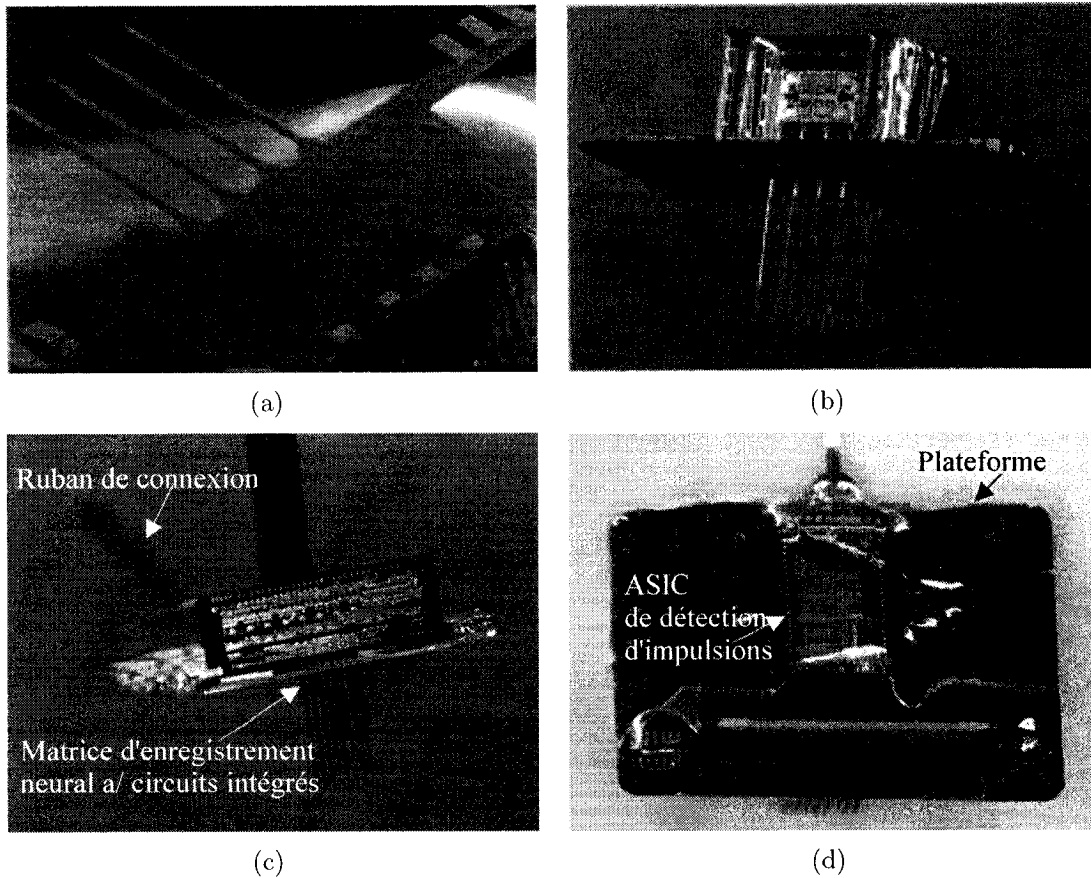 (a)
(b)
Ruban de connexion
Matrice d'enregistrement
neural a/ circuits intégrés
(c)
Plateforme
ASIC
de détection
d'impulsions
(d)